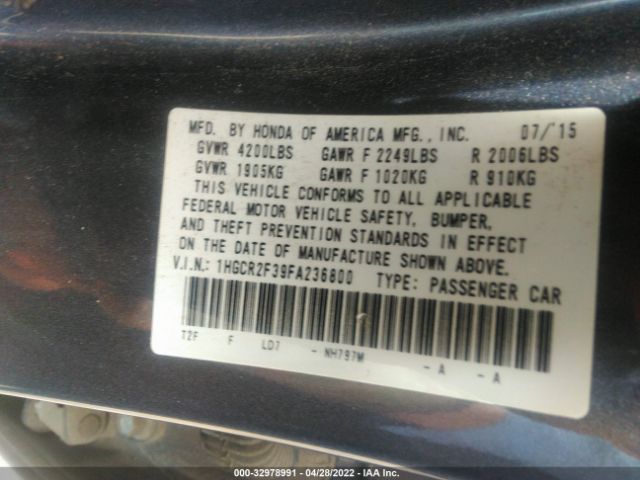 MFD. BY HONDA OF AMERICA MFG., INC. 07/'15
GVWR 4200LBS GAWR F 2249LBS R 2006LBS
GVWR 1905KG GAWR F 1020KG R 910KG
THIS VEHICLE CONFORMS TO ALL APPLICABLE
FEDERAL MOTOR VEHICLE SAFETY, BUMPER,
AND THEFT PREVENTION STANDARDS IN EFFECT
ON THE DATE OF MANUFACTURE SHOWN ABOVE.
V.I.N.: 1HGCR2F39FA236800 TYPE: PASSENGER CAR
T2F F LD7 - NH797M - A - A
000-32978991 - 04/28/2022 - IAA Inc.